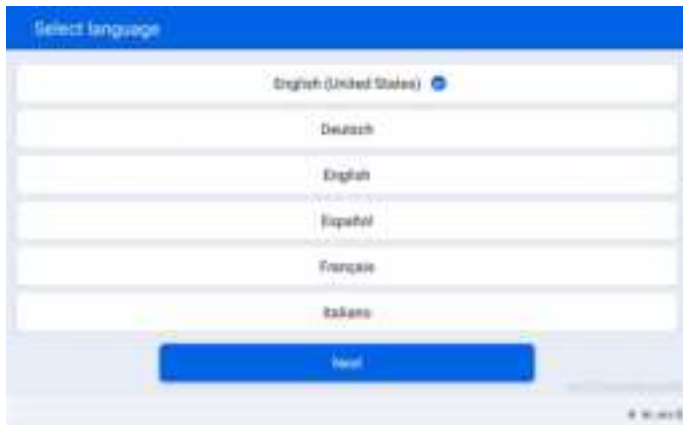 Select language
English (United States)
Deutsch
English
Español
Français
Italiano
Next